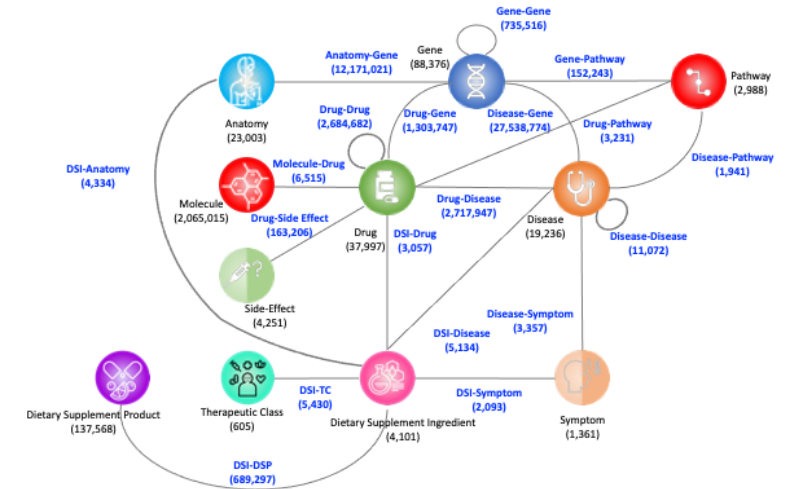 Gene-Gene
(735,516)
Gene
(88,376)
Anatomy-Gene
(12,171,021)
Gene-Pathway
(152,243)
Pathway
(2,988)
Anatomy
(23,003)
Drug-Drug
(2,684,682)
Drug-Gene
(1,303,747)
Disease-Gene
(27,538,774)
Drug-Pathway
(3,231)
Disease-Pathway
(1,941)
DSI-Anatomy
(4,334)
Molecule-Drug
(6,515)
Molecule
(2,065,015)
Drug-Side Effect
(163,206)
Drug
(37,997)
DSI-Drug
(3,057)
Drug-Disease
(2,717,947)
Disease
(19,236)
Disease-Disease
(11,072)
?
Side-Effect
(4,251)
Disease-Symptom
(3,357)
DSI-Disease
(5,134)
Dietary Supplement Product
(137,568)
Therapeutic Class
(605)
DSI-TC
(5,430)
Dietary Supplement Ingredient
(4,101)
DSI-Symptom
(2,093)
Symptom
(1,361)
DSI-DSP
(689,297)